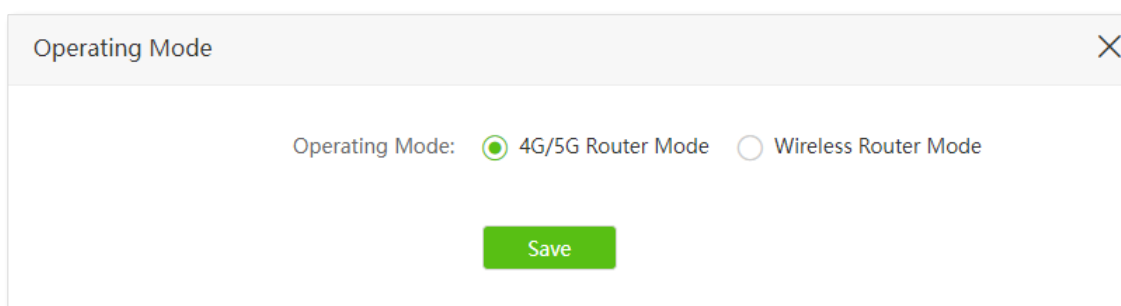 Operating Mode
Operating Mode: 4G/5G Router Mode Wireless Router Mode
Save